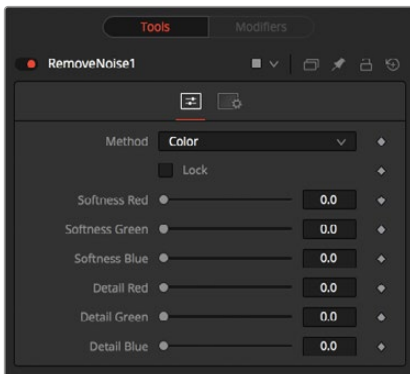 Tools Modifiers
RemoveNoise1
Method Color
Lock
Softness Red 0.0
Softness Green 0.0
Softness Blue 0.0
Detail Red 0.0
Detail Green 0.0
Detail Blue 0.0